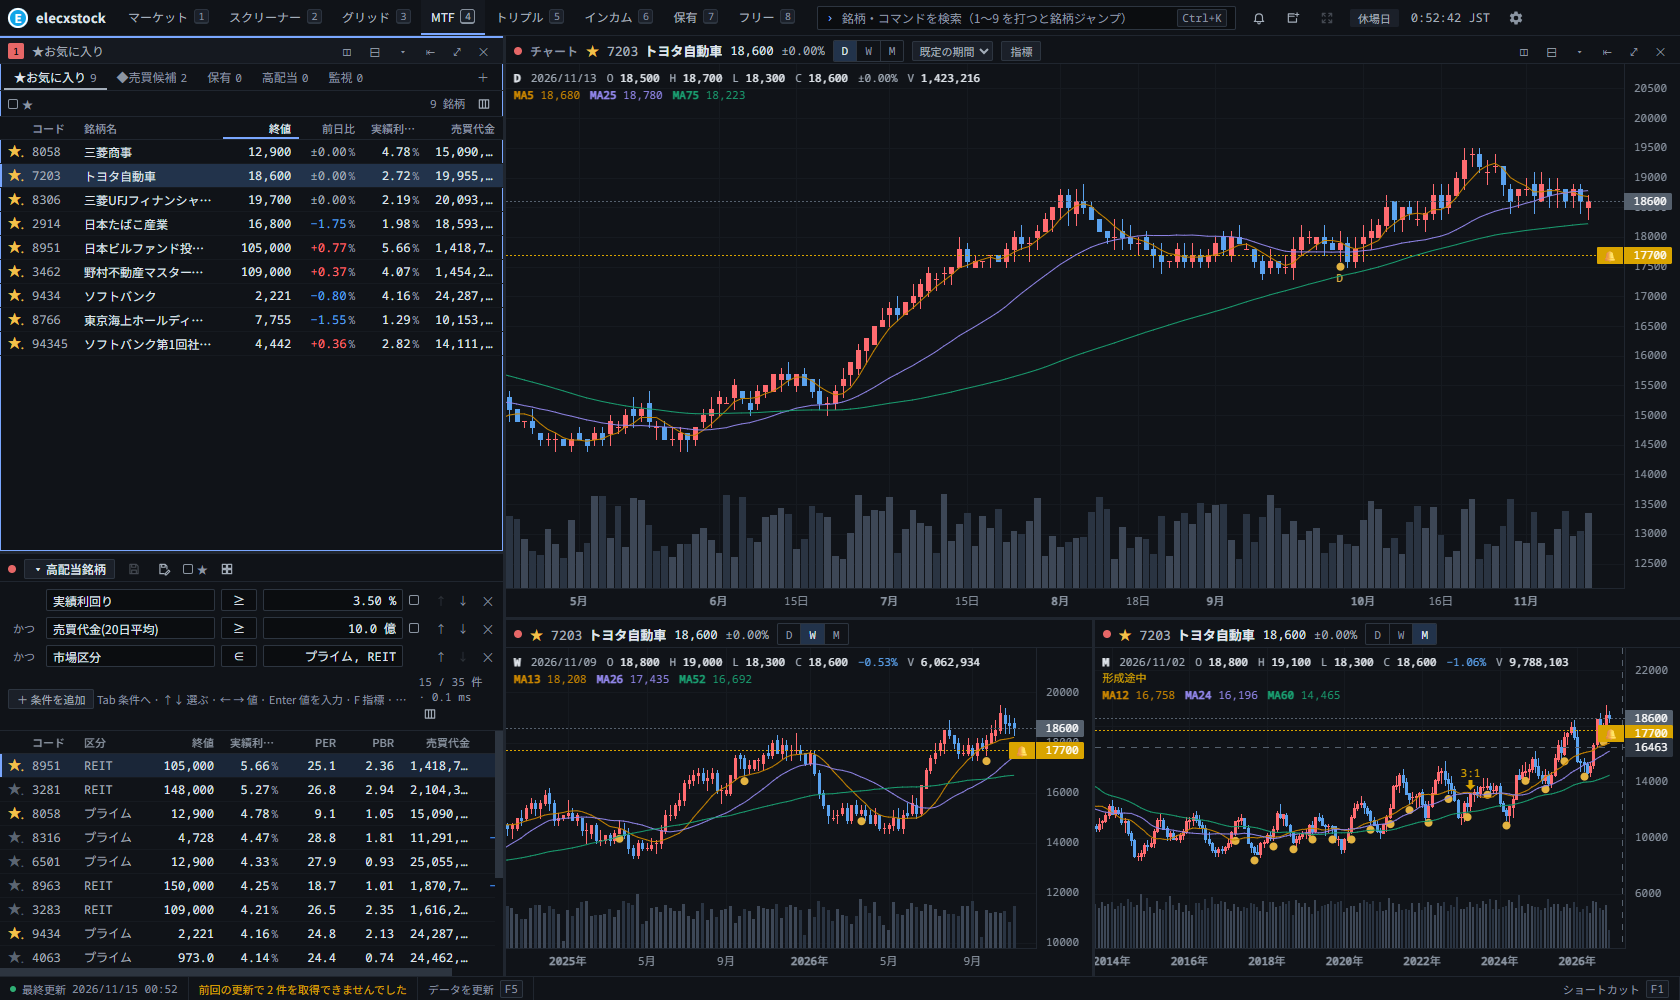 elecxstock マーケット 1 スクリーナー 2 グリッド 3 MTF 4 トリプル 5 インカム 6 保有 7 フリー 8 › 銘柄・コマンドを検索（1〜9 を打つと銘柄ジャンプ） Ctrl+K 休場日 0:52:42 JST
1 ★お気に入り
★お気に入り 9 ◆売買候補 2 保有 0 高配当 0 監視 0 +
★ 9 銘柄
コード 銘柄名 終値 前日比 実績利… 売買代金
8058 三菱商事 12,900 ±0.00% 4.78% 15,090,…
7203 トヨタ自動車 18,600 ±0.00% 2.72% 19,955,…
8306 三菱UFJフィナンシャ… 19,700 ±0.00% 2.19% 20,093,…
2914 日本たばこ産業 16,800 −1.75% 1.98% 18,593,…
8951 日本ビルファンド投… 105,000 +0.77% 5.66% 1,418,7…
3462 野村不動産マスター… 109,000 +0.37% 4.07% 1,454,2…
9434 ソフトバンク 2,221 −0.80% 4.16% 24,287,…
8766 東京海上ホールディ… 7,755 −1.55% 1.29% 10,153,…
94345 ソフトバンク第1回社… 4,442 +0.36% 2.82% 14,111,…
高配当銘柄
実績利回り ≥ 3.50 %
かつ 売買代金(20日平均) ≥ 10.0 億
かつ 市場区分 ∈ プライム, REIT
+ 条件を追加 Tab 条件へ・↑↓選ぶ・←→値・Enter 値を入力・F 指標・… 15 / 35 件
· 0.1 ms
コード 区分 終値 実績利… PER PBR 売買代金
8951 REIT 105,000 5.66% 25.1 2.36 1,418,7…
3281 REIT 148,000 5.27% 26.8 2.94 2,104,3…
8058 プライム 12,900 4.78% 9.1 1.05 15,090,…
8316 プライム 4,728 4.47% 28.8 1.81 11,291,…
6501 プライム 12,900 4.33% 27.9 0.93 25,055,…
8963 REIT 150,000 4.25% 18.7 1.01 1,870,7…
3283 REIT 109,000 4.21% 26.5 2.35 1,616,2…
9434 プライム 2,221 4.16% 24.8 2.13 24,287,…
4063 プライム 973.0 4.14% 24.4 0.74 24,462,…
チャート ★ 7203 トヨタ自動車 18,600 ±0.00% D W M 既定の期間 指標
D 2026/11/13 O 18,500 H 18,700 L 18,300 C 18,600 ±0.00% V 1,423,216
MA5 18,680 MA25 18,780 MA75 18,223
20500
20000
19500
19000
18600
18000
17700
17500
17000
16500
16000
15500
15000
14500
14000
13500
13000
12500
D
5月 6月 15日 7月 15日 8月 18日 9月 10月 16日 11月
★ 7203 トヨタ自動車 18,600 ±0.00% D W M
W 2026/11/09 O 18,800 H 19,000 L 18,300 C 18,600 −0.53% V 6,062,934
MA13 18,208 MA26 17,435 MA52 16,692
20000
18600
17700
16000
14000
12000
10000
2025年 5月 9月 2026年 5月 9月
★ 7203 トヨタ自動車 18,600 ±0.00% D W M
M 2026/11/02 O 18,800 H 19,100 L 18,300 C 18,600 −1.06% V 9,788,103
形成途中
MA12 16,758 MA24 16,196 MA60 14,465
22000
18600
17700
16463
14000
10000
6000
3:1
2014年 2016年 2018年 2020年 2022年 2024年 2026年
最終更新 2026/11/15 00:52 前回の更新で 2 件を取得できませんでした データを更新 F5 ショートカット F1